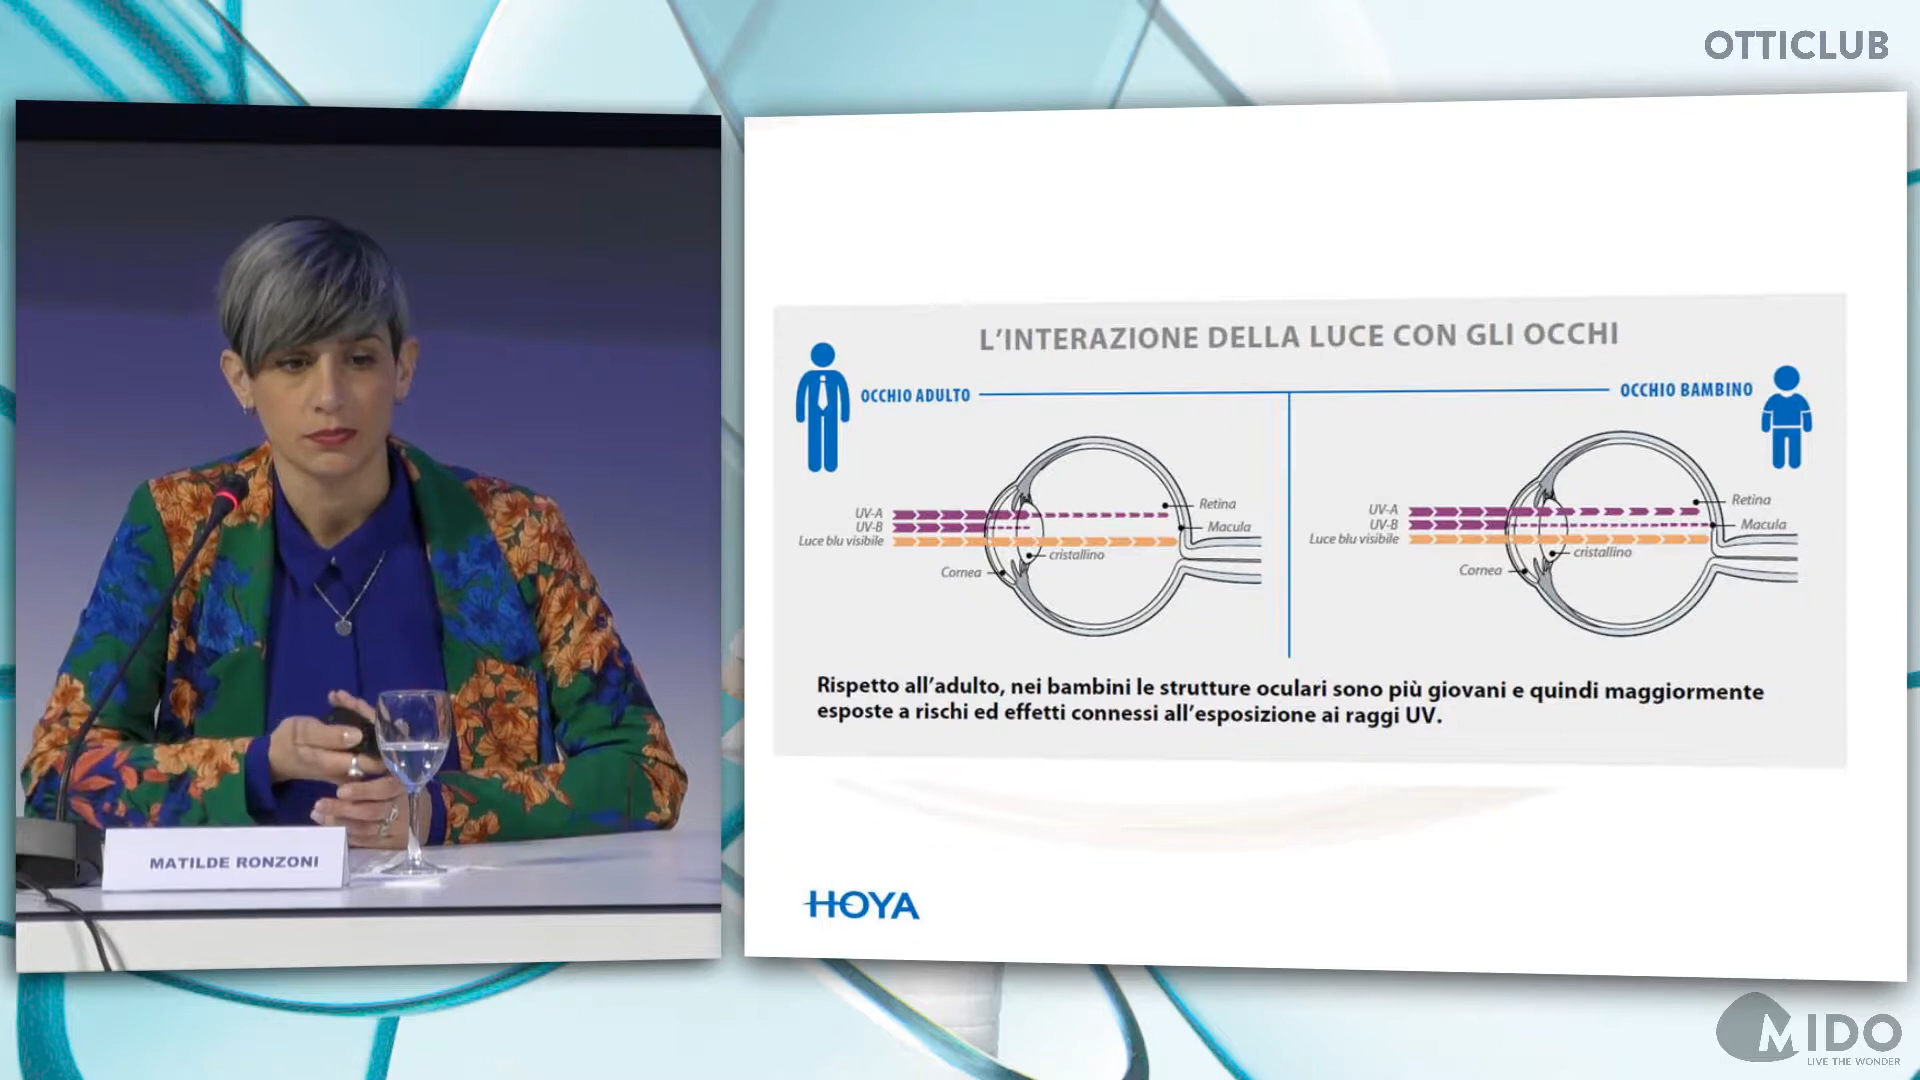 OTTICLUB
MATILDE RONZONI
L'INTERAZIONE DELLA LUCE CON GLI OCCHI
OCCHIO ADULTO
OCCHIO BAMBINO
UV-A
UV-B
Luce blu visibile
Retina
Macula
cristallino
Cornea
UV-A
UV-B
Luce blu visibile
Retina
Macula
cristallino
Cornea
Rispetto all'adulto, nei bambini le strutture oculari sono più giovani e quindi maggiormente
esposte a rischi ed effetti connessi all'esposizione ai raggi UV.
HOYA
MIDO
LIVE THE WONDER